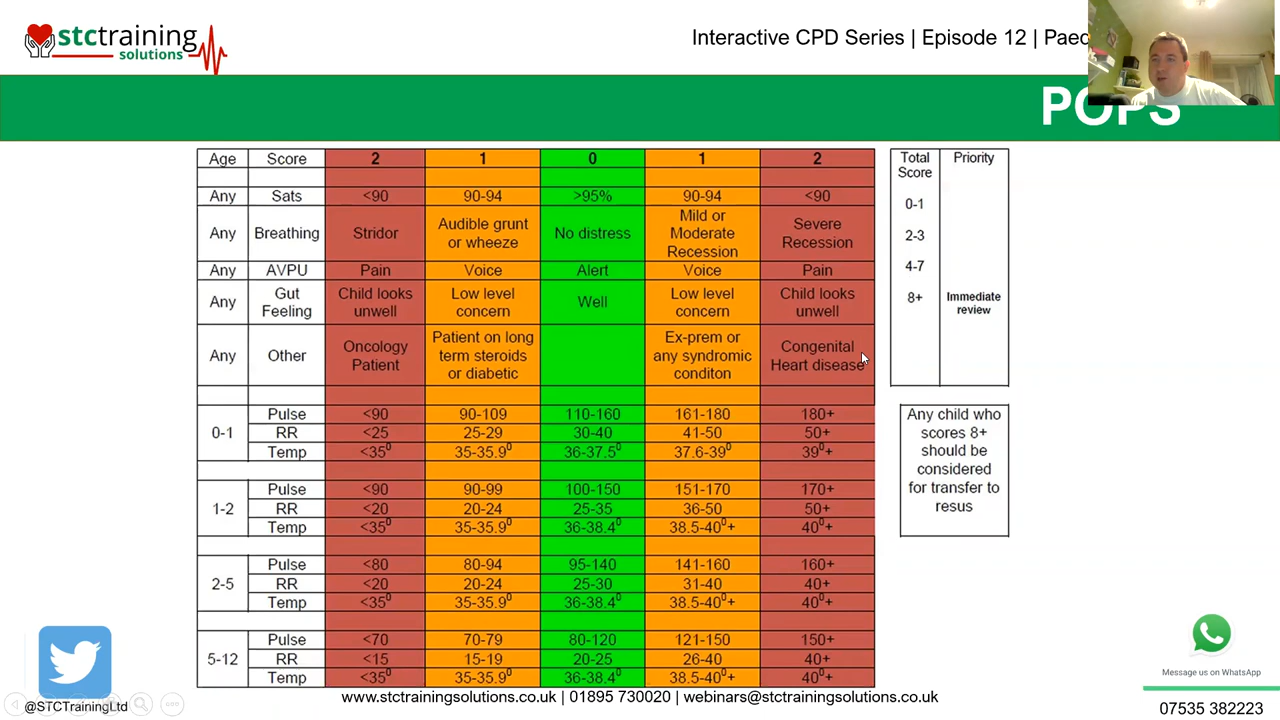 stctraining
solutions
Interactive CPD Series | Episode 12 | Paed
POPS
Age Score 2 1 0 1 2
Any Sats <90 90-94 >95% 90-94 <90
Any Breathing Stridor Audible grunt or wheeze No distress Mild or Moderate Recession Severe Recession
Any AVPU Pain Voice Alert Voice Pain
Any Gut Feeling Child looks unwell Low level concern Well Low level concern Child looks unwell
Any Other Oncology Patient Patient on long term steroids or diabetic Ex-prem or any syndromic conditon Congenital Heart disease
0-1
Pulse <90 90-109 110-160 161-180 180+
RR <25 25-29 30-40 41-50 50+
Temp <35⁰ 35-35.9⁰ 36-37.5⁰ 37.6-39⁰ 39⁰+
1-2
Pulse <90 90-99 100-150 151-170 170+
RR <20 20-24 25-35 36-50 50+
Temp <35⁰ 35-35.9⁰ 36-38.4⁰ 38.5-40⁰+ 40⁰+
2-5
Pulse <80 80-94 95-140 141-160 160+
RR <20 20-24 25-30 31-40 40+
Temp <35⁰ 35-35.9⁰ 36-38.4⁰ 38.5-40⁰+ 40⁰+
5-12
Pulse <70 70-79 80-120 121-150 150+
RR <15 15-19 20-25 26-40 40+
Temp <35⁰ 35-35.9⁰ 36-38.4⁰ 38.5-40⁰+ 40⁰+
Total Score Priority
0-1
2-3
4-7
8+ Immediate review
Any child who
scores 8+
should be
considered
for transfer to
resus
Message us on WhatsApp
@STCTrainingLtd
www.stctrainingsolutions.co.uk | 01895 730020 | webinars@stctrainingsolutions.co.uk
07535 382223